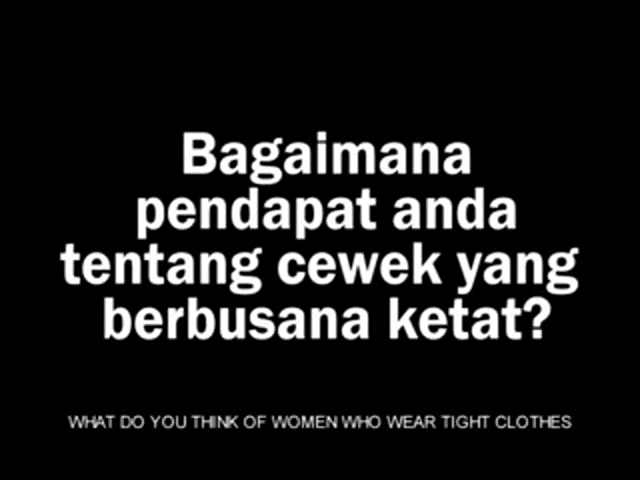 Bagaimana
pendapat anda
tentang cewek yang
berbusana ketat?
WHAT DO YOU THINK OF WOMEN WHO WEAR TIGHT CLOTHES